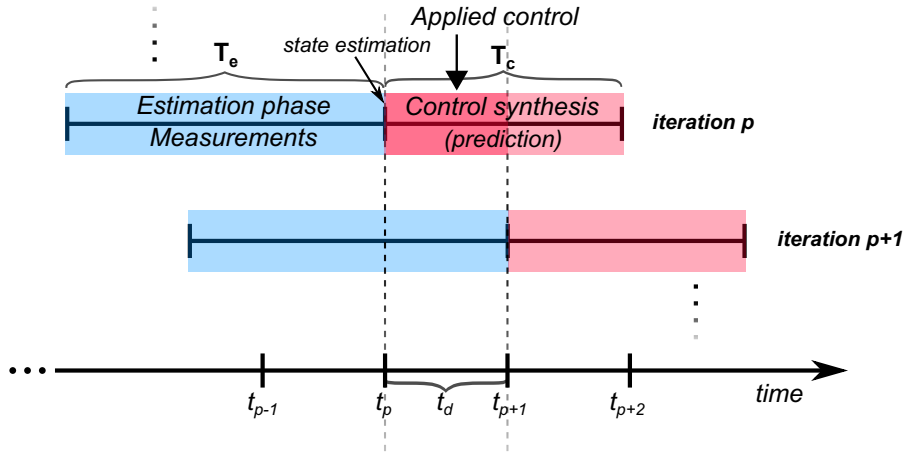 Applied control
state estimation
T_e
T_c
Estimation phase
Measurements
Control synthesis
(prediction)
iteration p
iteration p+1
t_{p-1}
t_p
t_d
t_{p+1}
t_{p+2}
time